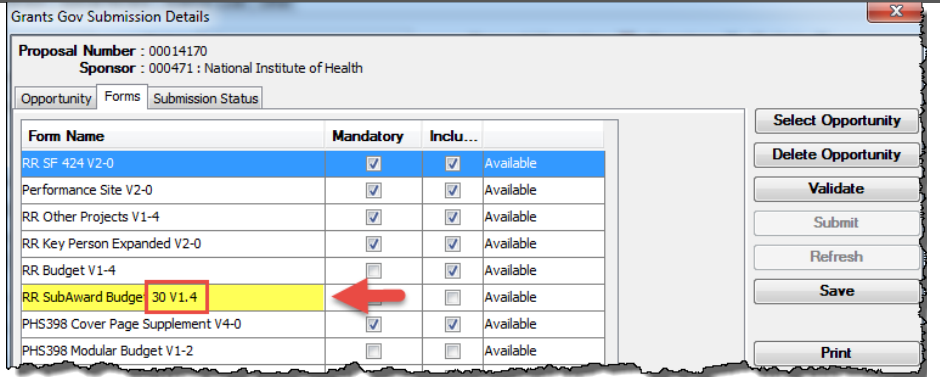 Grants Gov Submission Details
Proposal Number : 00014170
Sponsor : 000471 : National Institute of Health
Opportunity Forms Submission Status
Form Name Mandatory Inclu...
RR SF 424 V2-0 Available
Performance Site V2-0 Available
RR Other Projects V1-4 Available
RR Key Person Expanded V2-0 Available
RR Budget V1-4 Available
RR SubAward Budget 30 V1.4 Available
PHS398 Cover Page Supplement V4-0 Available
PHS398 Modular Budget V1-2 Available
Select Opportunity
Delete Opportunity
Validate
Submit
Refresh
Save
Print